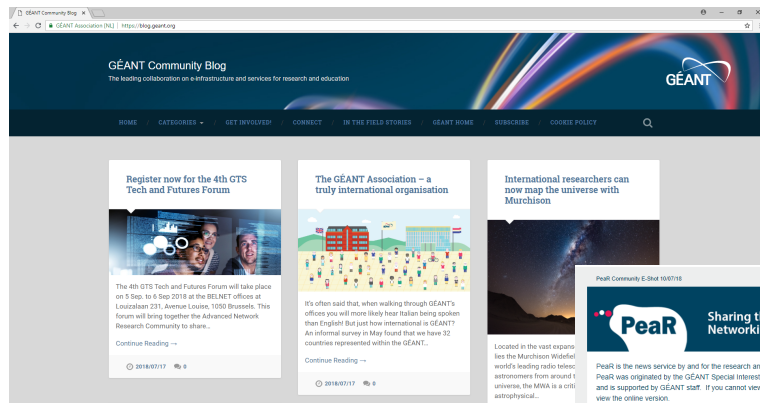 GÉANT Community Blog
GÉANT Association [NL] | https://blog.geant.org
GÉANT Community Blog
The leading collaboration on e-infrastructure and services for research and education
GÉANT
HOME / CATEGORIES / GET INVOLVED! / CONNECT / IN THE FIELD STORIES / GÉANT HOME / SUBSCRIBE / COOKIE POLICY
Register now for the 4th GTS
Tech and Futures Forum
The 4th GTS Tech and Futures Forum will take place
on 5 Sep. to 6 Sep 2018 at the BELNET offices at
Louizalaan 231, Avenue Louise, 1050 Brussels. This
forum will bring together the Advanced Network
Research Community to share…
Continue Reading →
2018/07/17 0
The GÉANT Association – a
truly international organisation
It's often said that, when walking through GÉANT's
offices you will more likely hear Italian being spoken
than English! But just how international is GÉANT?
An informal survey in May found that we have 32
countries represented within the GÉANT…
Continue Reading →
2018/07/17 0
International researchers can
now map the universe with
Murchison
Located in the vast expans
lies the Murchison Widefiel
world's leading radio telesc
astronomers from around t
universe, the MWA is a criti
astrophysical…
PeaR Community E-Shot 10/07/18
PeaR
Sharing th
Networki
PeaR is the news service by and for the research an
PeaR was originated by the GÉANT Special Interest
and is supported by GÉANT staff. If you cannot view
view the online version.